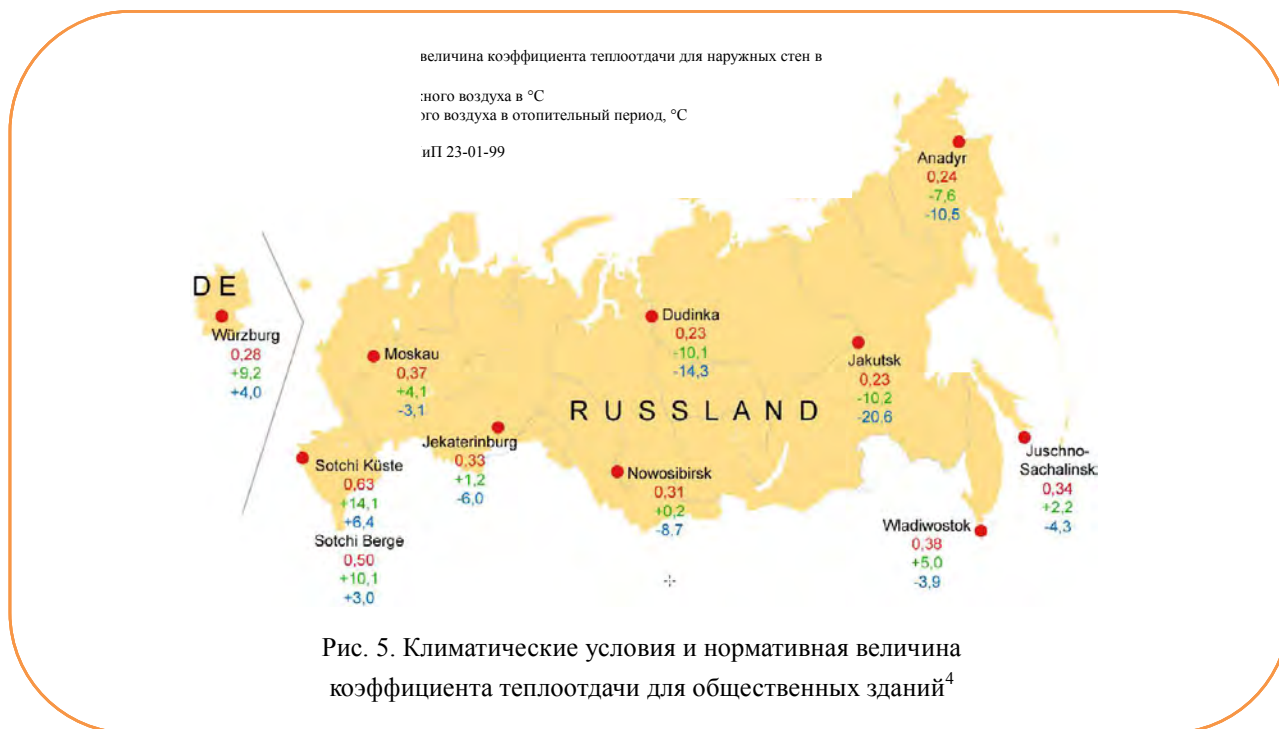 величина коэффициента теплоотдачи для наружных стен в
воздуха в °C
воздуха в отопительный период, °C
23-01-99
Anadyr
0,24
-7,6
-10,5
DE
Würzburg
0,28
+9,2
+4,0
Moskau
0,37
+4,1
-3,1
Dudinka
0,23
-10,1
-14,3
Jakutsk
0,23
-10,2
-20,6
RUSSLAND
Jekaterinburg
0,33
+1,2
-6,0
Sotchi Küste
0,63
+14,1
+6,4
Sotchi Berge
0,50
+10,1
+3,0
Nowosibirsk
0,31
+0,2
-8,7
Juschno-
Sachalinsk
0,34
+2,2
-4,3
Wladiwostok
0,38
+5,0
-3,9
Рис. 5. Климатические условия и нормативная величина
коэффициента теплоотдачи для общественных зданий⁴